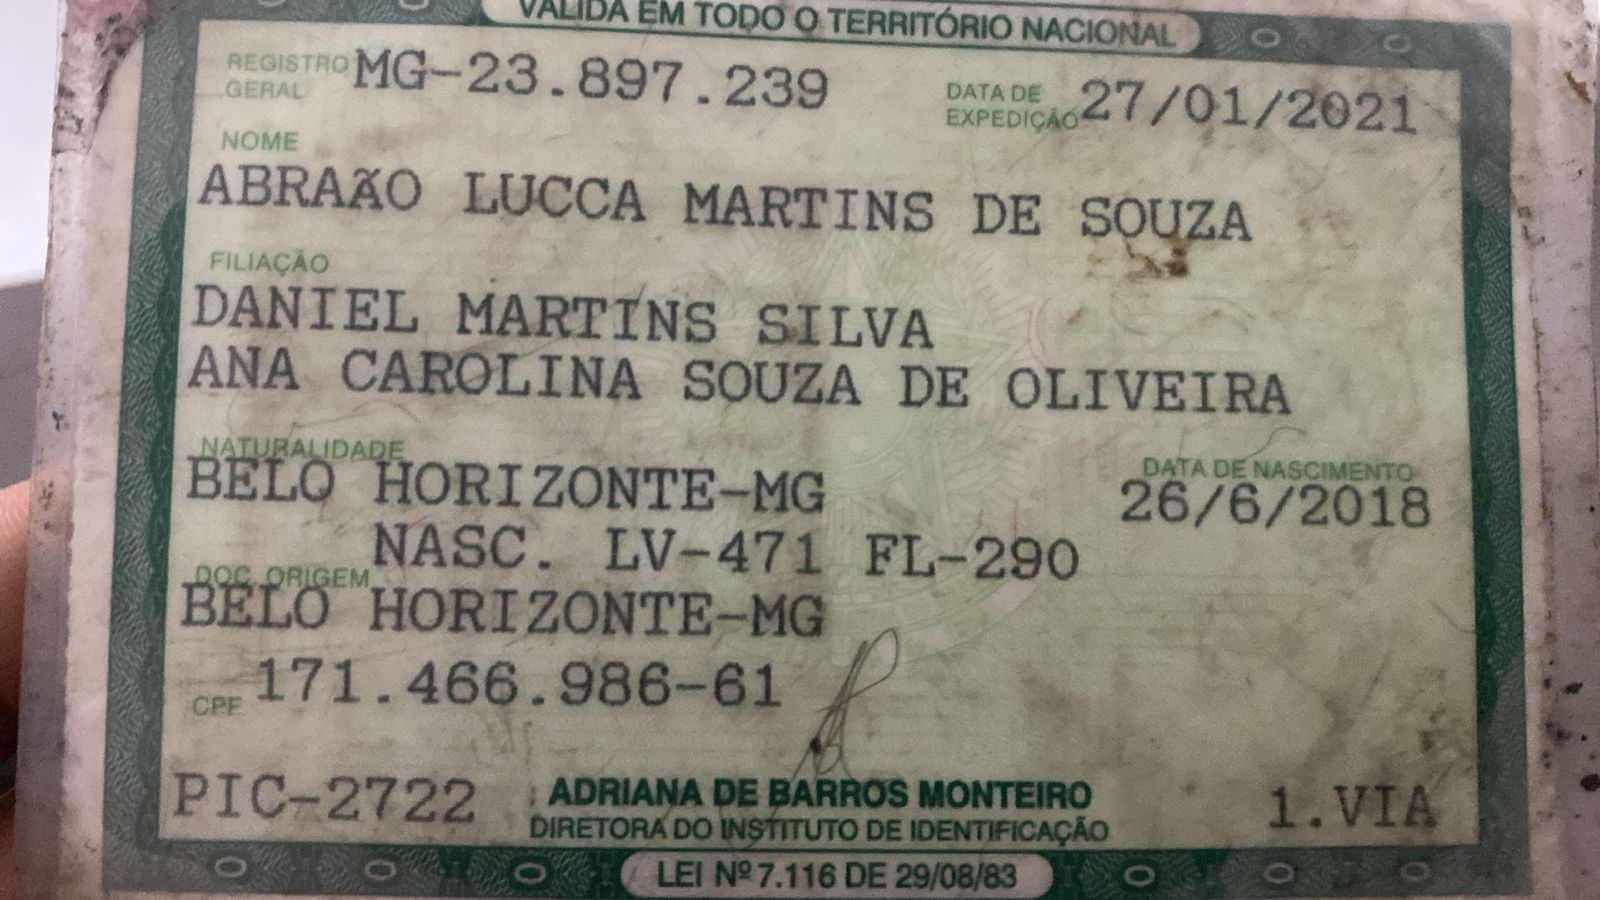 VÁLIDA EM TODO O TERRITÓRIO NACIONAL
REGISTRO GERAL MG-23.897.239 DATA DE EXPEDIÇÃO 27/01/2021
NOME
ABRAÃO LUCCA MARTINS DE SOUZA
FILIAÇÃO
DANIEL MARTINS SILVA
ANA CAROLINA SOUZA DE OLIVEIRA
NATURALIDADE DATA DE NASCIMENTO
BELO HORIZONTE-MG 26/6/2018
NASC. LV-471 FL-290
DOC ORIGEM
BELO HORIZONTE-MG
CPF 171.466.986-61
PIC-2722 ADRIANA DE BARROS MONTEIRO 1.VIA
DIRETORA DO INSTITUTO DE IDENTIFICAÇÃO
LEI Nº 7.116 DE 29/08/83